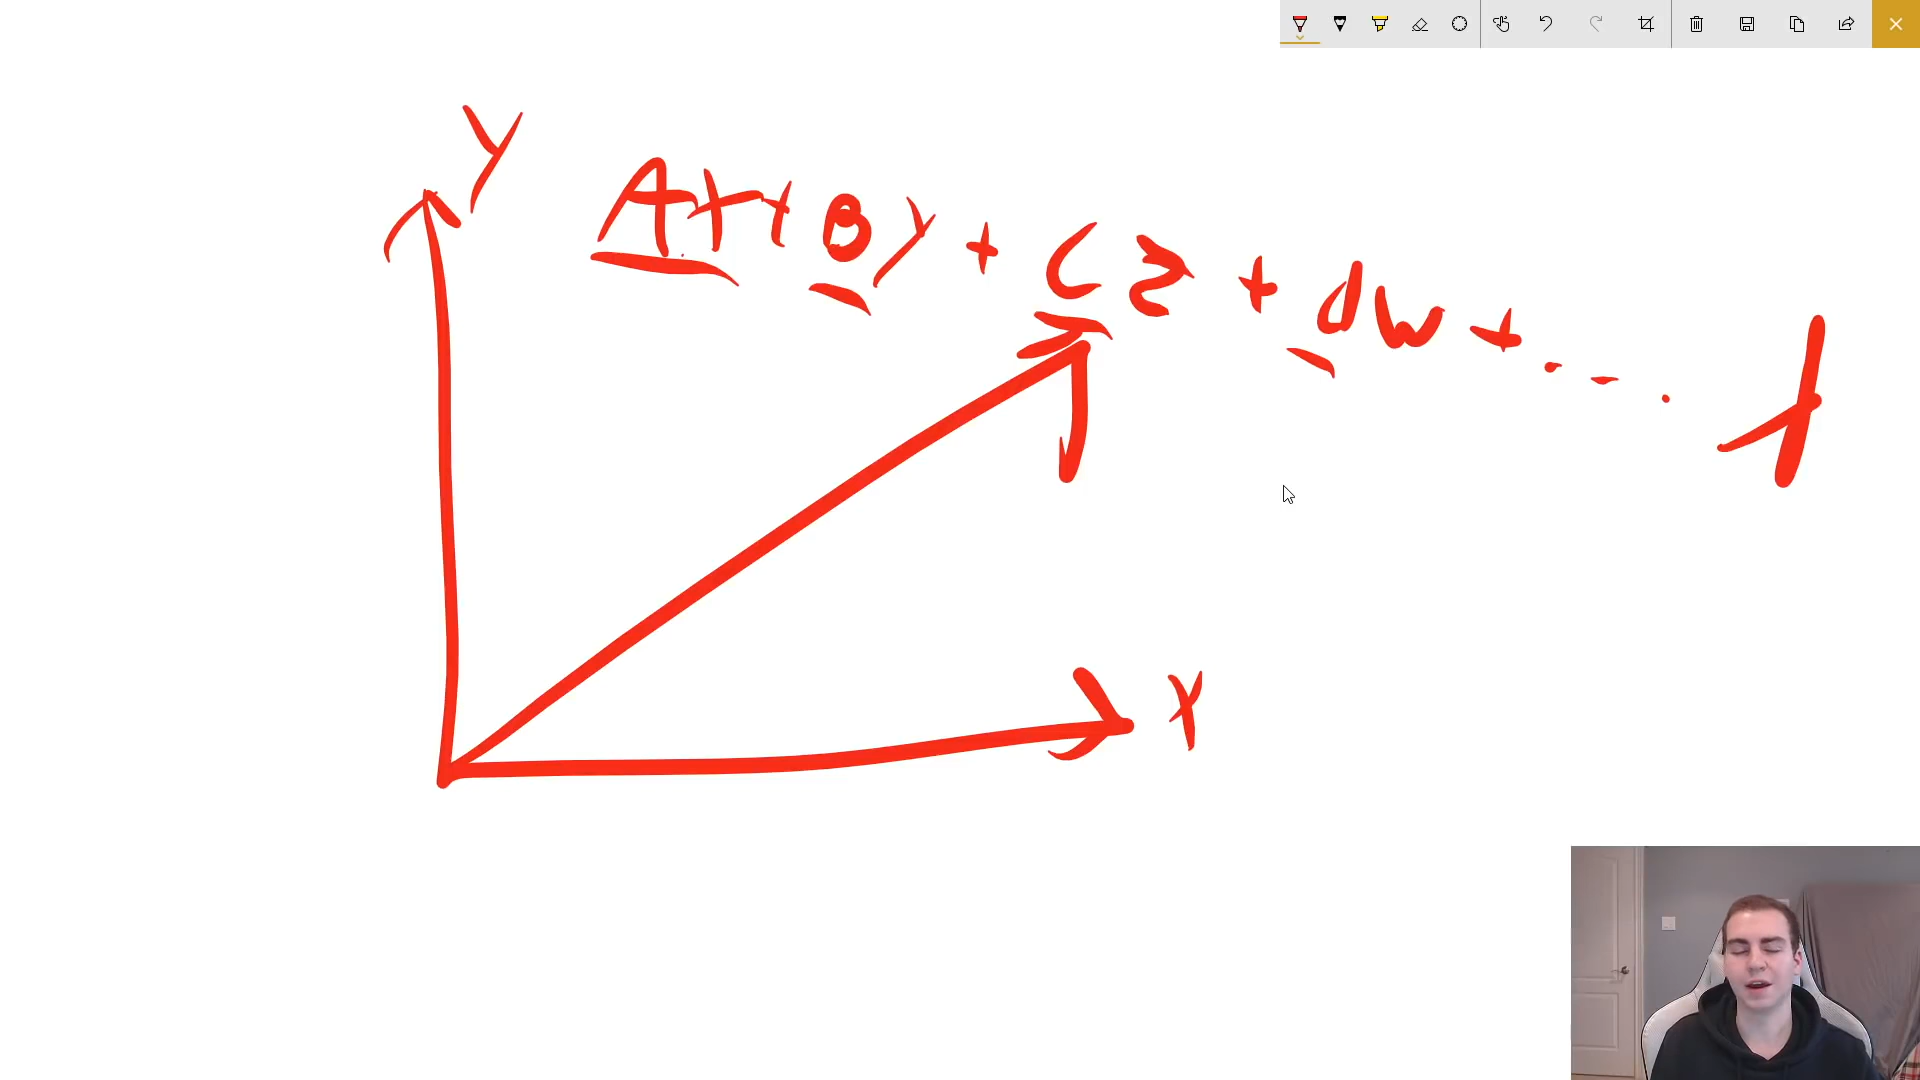 y
Ax + By + Cz + dw + ...
x